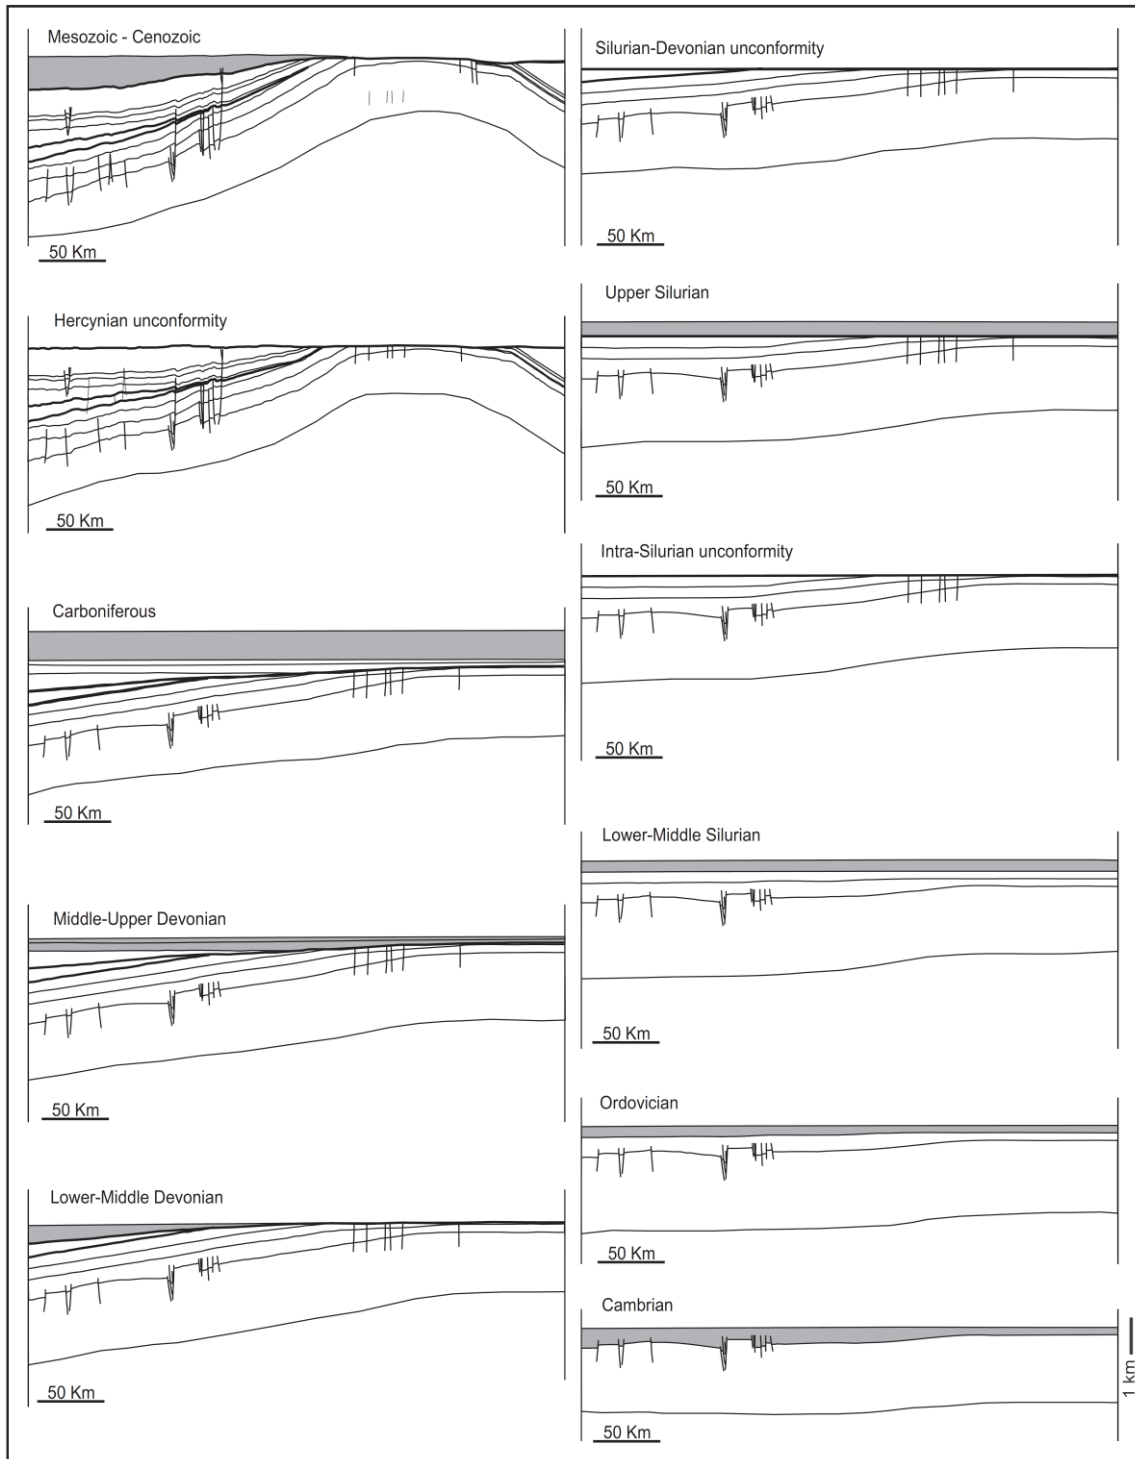 Mesozoic - Cenozoic
50 Km
Hercynian unconformity
50 Km
Carboniferous
50 Km
Middle-Upper Devonian
50 Km
Lower-Middle Devonian
50 Km
Silurian-Devonian unconformity
50 Km
Upper Silurian
50 Km
Intra-Silurian unconformity
50 Km
Lower-Middle Silurian
50 Km
Ordovician
50 Km
Cambrian
50 Km
1 km